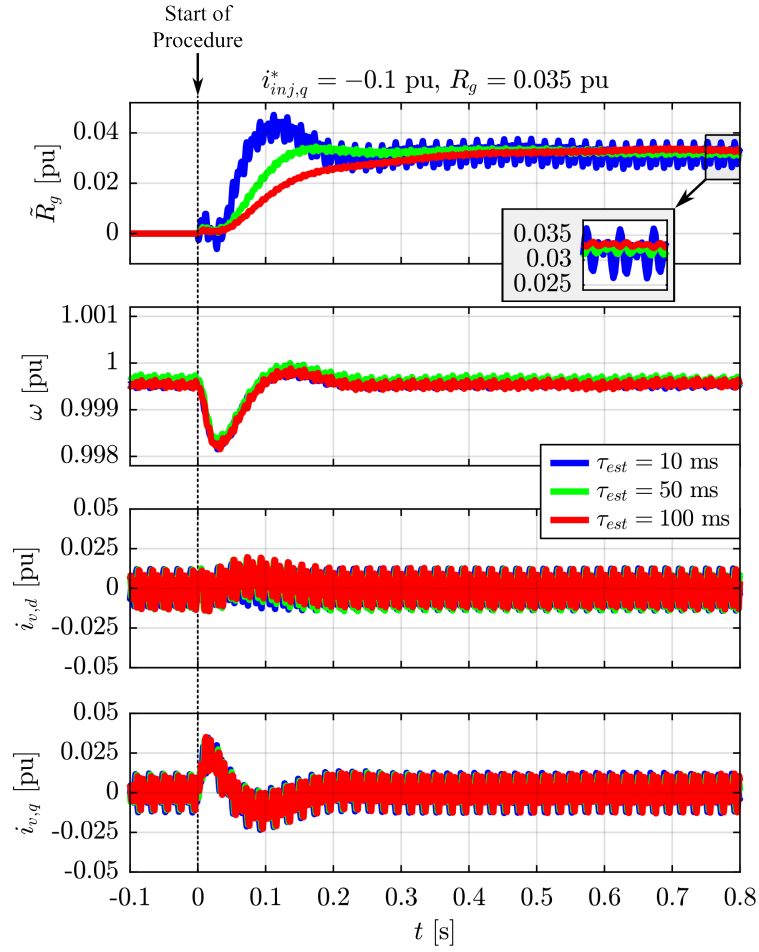 Start of
Procedure
i*inj,q = −0.1 pu, Rg = 0.035 pu
0.04
0.02
0
R̃g [pu]
0.035
0.03
0.025
1.001
1
0.999
0.998
ω [pu]
τest = 10 ms
τest = 50 ms
τest = 100 ms
0.05
0.025
0
-0.025
-0.05
iv,d [pu]
0.05
0.025
0
-0.025
-0.05
iv,q [pu]
-0.1 0 0.1 0.2 0.3 0.4 0.5 0.6 0.7 0.8
t [s]